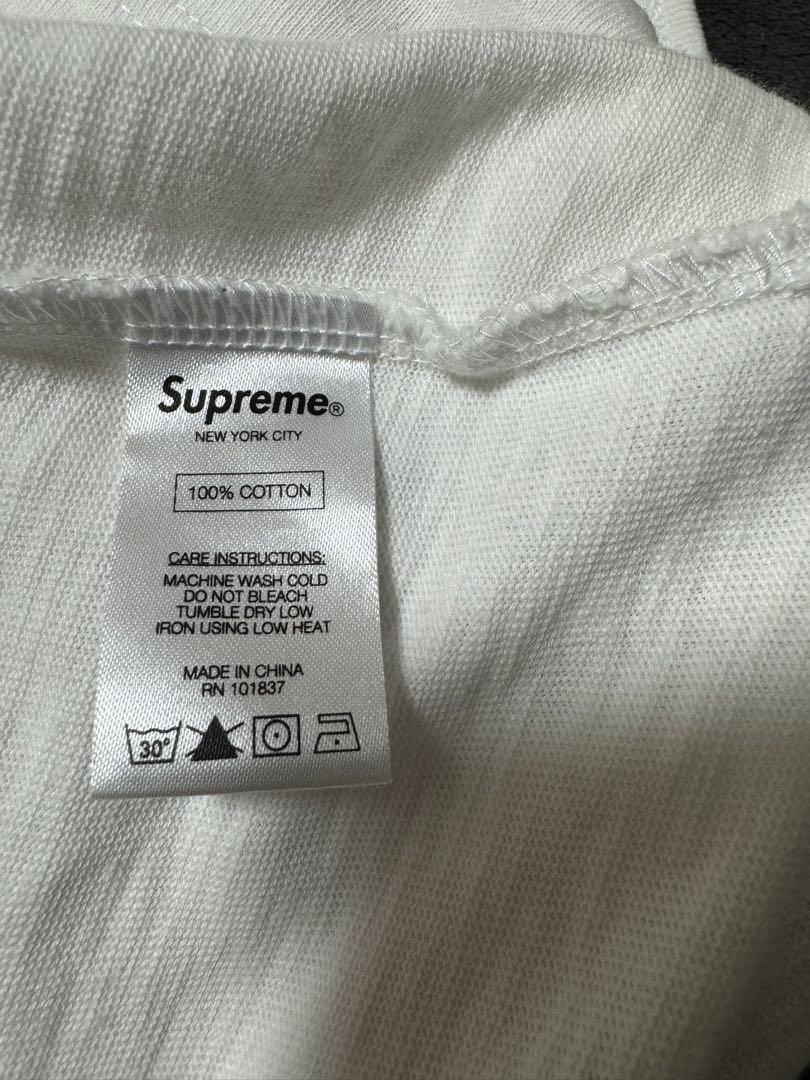 Supreme®
NEW YORK CITY
100% COTTON
CARE INSTRUCTIONS:
MACHINE WASH COLD
DO NOT BLEACH
TUMBLE DRY LOW
IRON USING LOW HEAT
MADE IN CHINA
RN 101837
30°